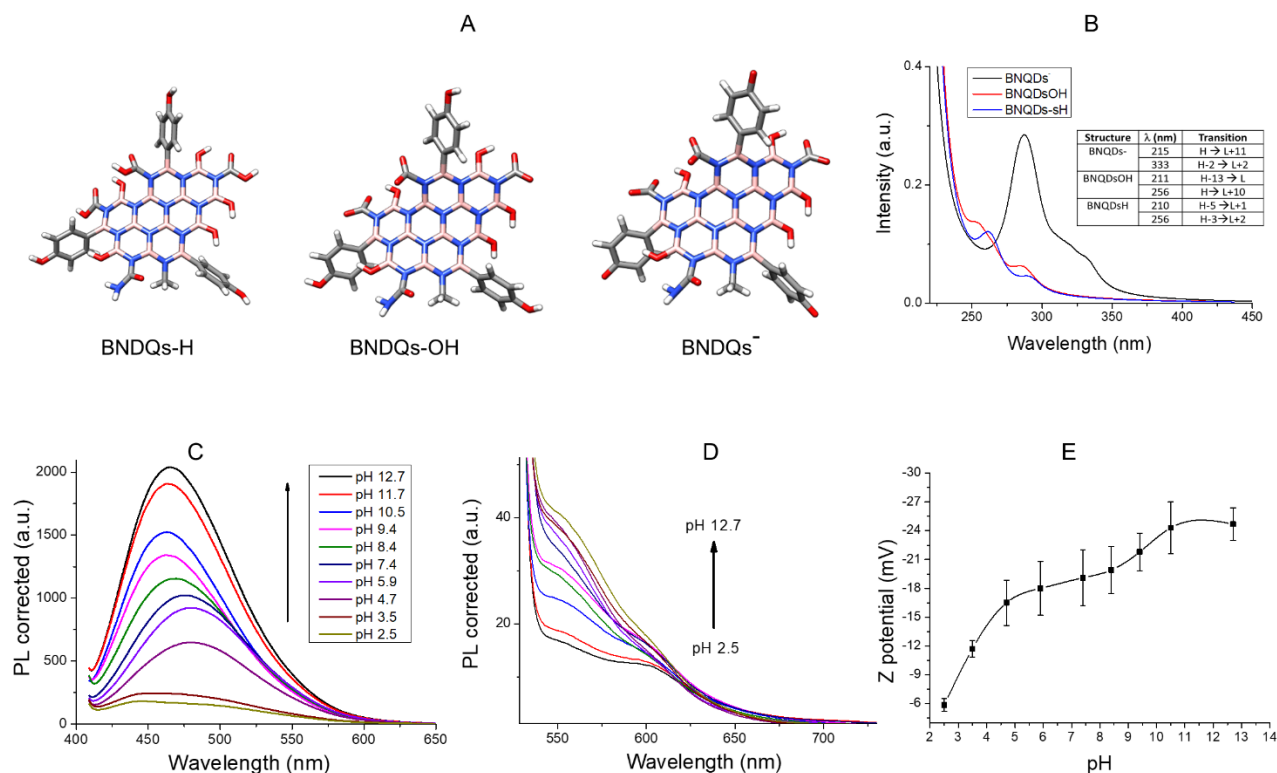 A
BNDQs-H
BNDQs-OH
BNDQs-
B
Intensity (a.u.)
0.4
0.2
0.0
BNQDs-
BNQDsOH
BNQDs-sH
Structure λ (nm) Transition
BNQDs- 215 H → L+11
333 H-2 → L+2
BNQDsOH 211 H-13 → L
256 H→ L+10
BNQDsH 210 H-5 →L+1
256 H-3→L+2
250 300 350 400 450
Wavelength (nm)
C
PL corrected (a.u.)
2000
1500
1000
500
0
pH 12.7
pH 11.7
pH 10.5
pH 9.4
pH 8.4
pH 7.4
pH 5.9
pH 4.7
pH 3.5
pH 2.5
400 450 500 550 600 650
Wavelength (nm)
D
PL corrected (a.u.)
40
20
pH 12.7
pH 2.5
550 600 650 700
Wavelength (nm)
E
Z potential (mV)
-30
-27
-24
-21
-18
-15
-12
-9
-6
2 3 4 5 6 7 8 9 10 11 12 13 14
pH